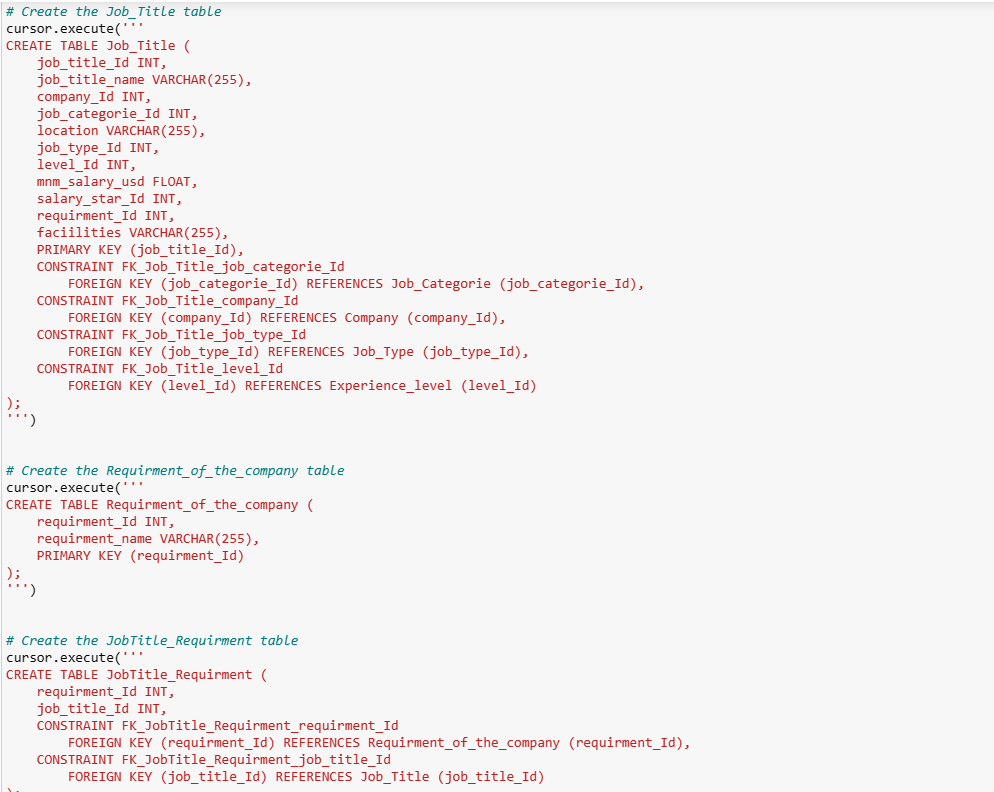 # Create the Job_Title table
cursor.execute('''
CREATE TABLE Job_Title (
    job_title_Id INT,
    job_title_name VARCHAR(255),
    company_Id INT,
    job_categorie_Id INT,
    location VARCHAR(255),
    job_type_Id INT,
    level_Id INT,
    mnm_salary_usd FLOAT,
    salary_star_Id INT,
    requirment_Id INT,
    faciilities VARCHAR(255),
    PRIMARY KEY (job_title_Id),
    CONSTRAINT FK_Job_Title_job_categorie_Id
        FOREIGN KEY (job_categorie_Id) REFERENCES Job_Categorie (job_categorie_Id),
    CONSTRAINT FK_Job_Title_company_Id
        FOREIGN KEY (company_Id) REFERENCES Company (company_Id),
    CONSTRAINT FK_Job_Title_job_type_Id
        FOREIGN KEY (job_type_Id) REFERENCES Job_Type (job_type_Id),
    CONSTRAINT FK_Job_Title_level_Id
        FOREIGN KEY (level_Id) REFERENCES Experience_level (level_Id)
);
''')
# Create the Requirment_of_the_company table
cursor.execute('''
CREATE TABLE Requirment_of_the_company (
    requirment_Id INT,
    requirment_name VARCHAR(255),
    PRIMARY KEY (requirment_Id)
);
''')
# Create the JobTitle_Requirment table
cursor.execute('''
CREATE TABLE JobTitle_Requirment (
    requirment_Id INT,
    job_title_Id INT,
    CONSTRAINT FK_JobTitle_Requirment_requirment_Id
        FOREIGN KEY (requirment_Id) REFERENCES Requirment_of_the_company (requirment_Id),
    CONSTRAINT FK_JobTitle_Requirment_job_title_Id
        FOREIGN KEY (job_title_Id) REFERENCES Job_Title (job_title_Id)